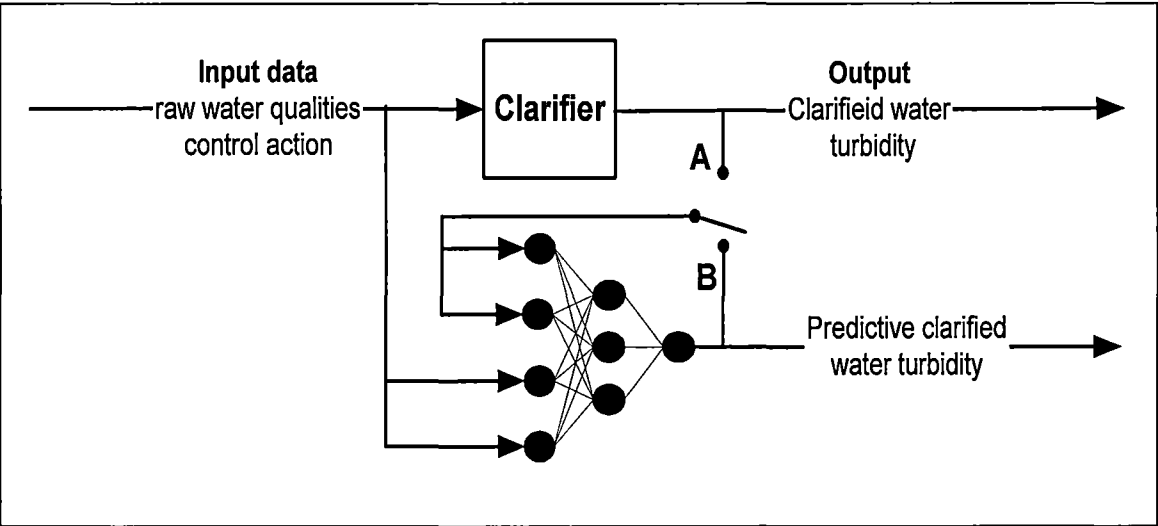 Input data
raw water qualities
control action
Clarifier
Output
Clarifieid water
turbidity
A
B
Predictive clarified
water turbidity